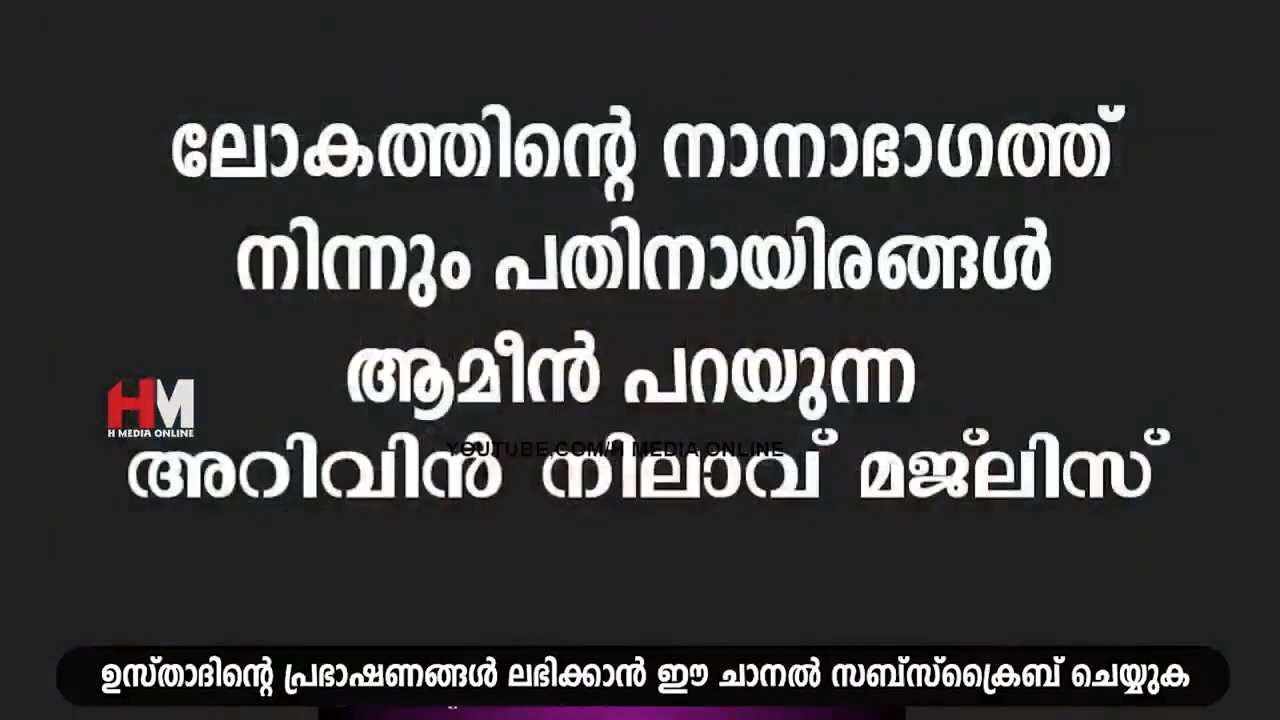 ലോകത്തിന്റെ നാനാഭാഗത്ത്
നിന്നും പതിനായിരങ്ങൾ
ആമീൻ പറയുന്ന
HM
H MEDIA ONLINE
YOUTUBE.COM/H MEDIA ONLINE
അറിവിൻ നിലാവ് മജ്‌ലിസ്
ഉസ്താദിന്റെ പ്രഭാഷണങ്ങൾ ലഭിക്കാൻ ഈ ചാനൽ സബ്സ്ക്രൈബ് ചെയ്യുക